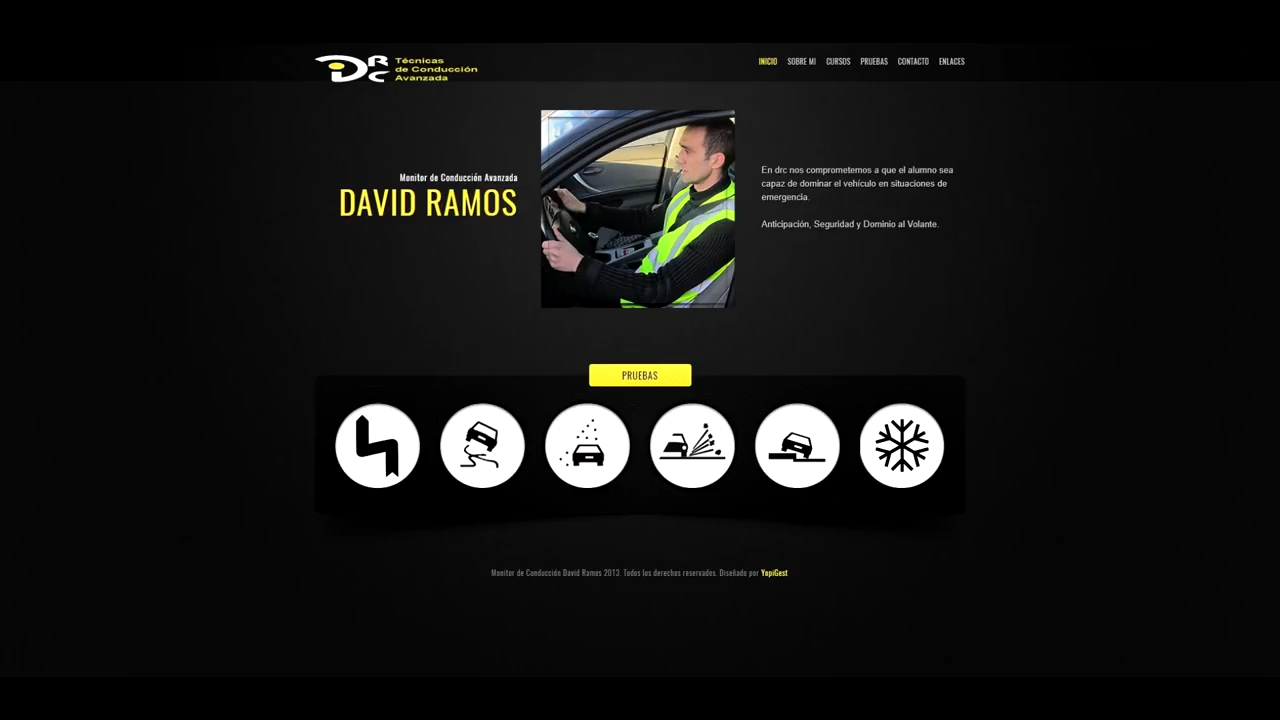 DRC
Técnicas
de Conducción
Avanzada
INICIO SOBRE MI CURSOS PRUEBAS CONTACTO ENLACES
Monitor de Conducción Avanzada
DAVID RAMOS
En drc nos comprometemos a que el alumno sea
capaz de dominar el vehículo en situaciones de
emergencia.
Anticipación, Seguridad y Dominio al Volante.
PRUEBAS
Monitor de Conducción David Ramos 2013. Todos los derechos reservados. Diseñado por YopiGest